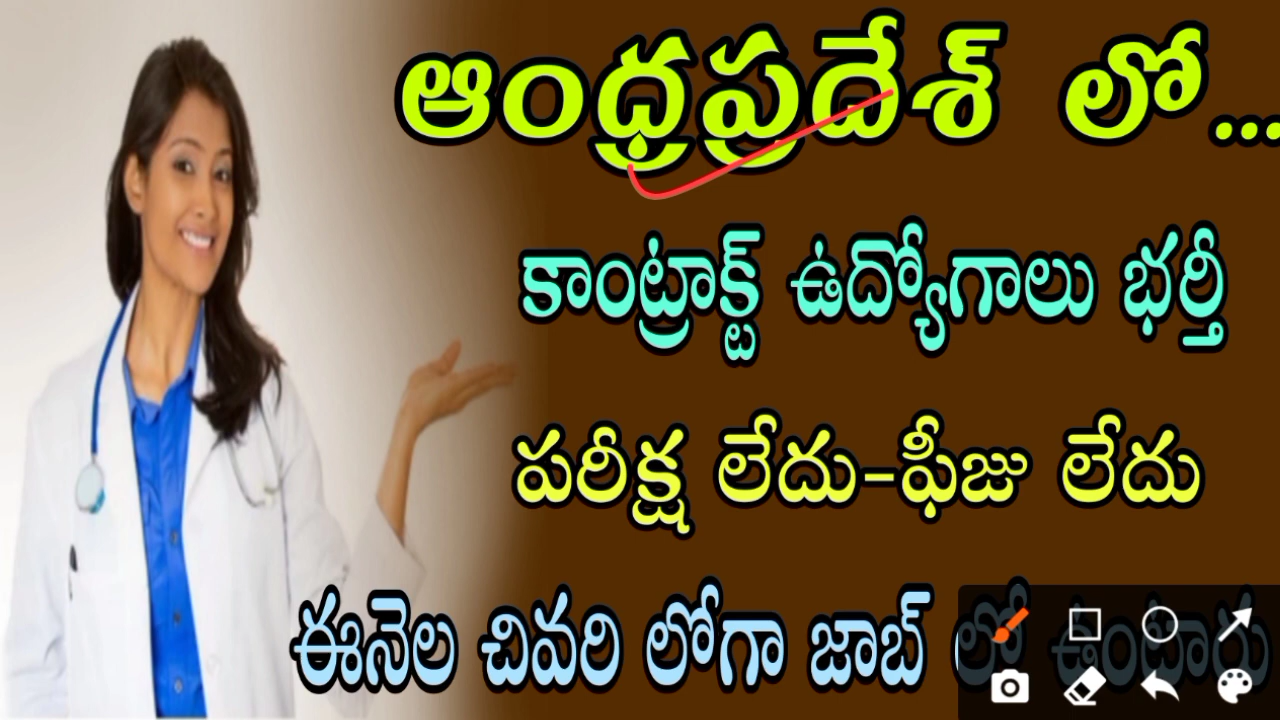 ఆంధ్రప్రదేశ్ లో...
కాంట్రాక్ట్ ఉద్యోగాలు భర్తీ
పరీక్ష లేదు-ఫీజు లేదు
ఈనెల చివరి లోగా జాబ్ లో ఉంటారు